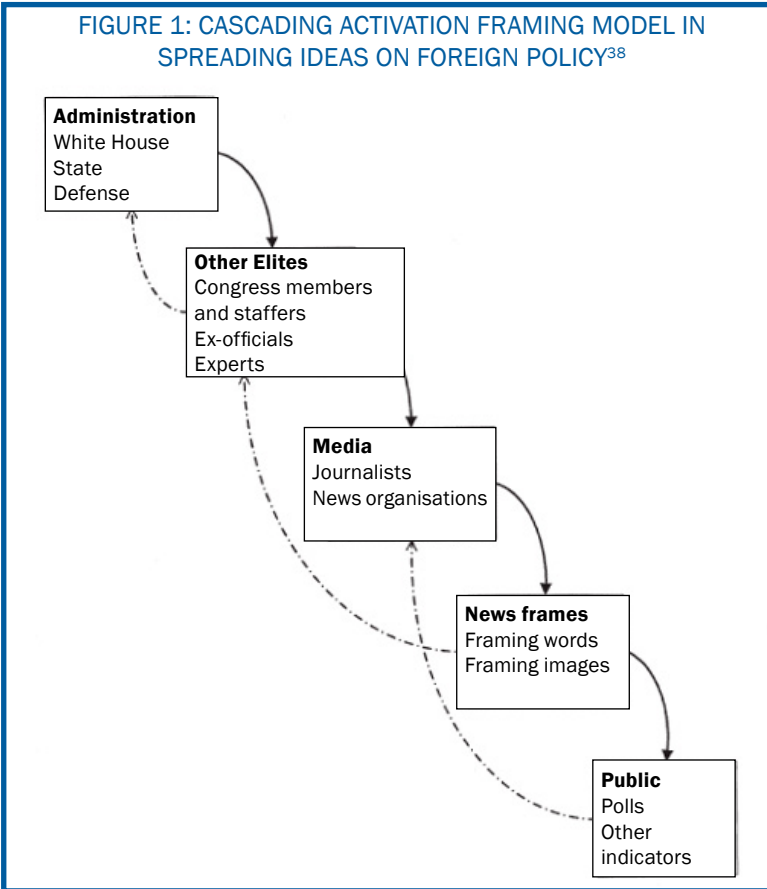 FIGURE 1: CASCADING ACTIVATION FRAMING MODEL IN
SPREADING IDEAS ON FOREIGN POLICY38
Administration
White House
State
Defense
Other Elites
Congress members
and staffers
Ex-officials
Experts
Media
Journalists
News organisations
News frames
Framing words
Framing images
Public
Polls
Other
indicators